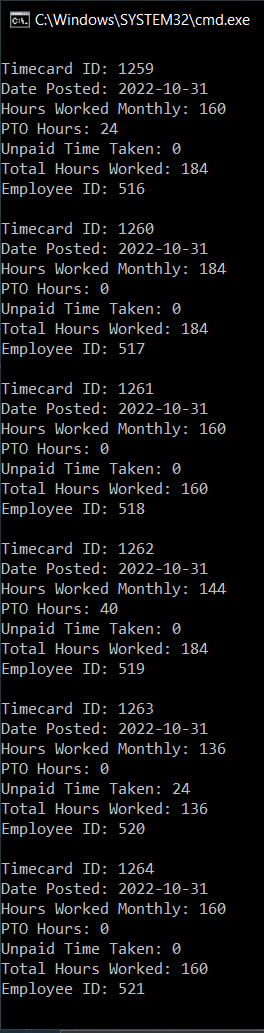 C:\Windows\SYSTEM32\cmd.exe
Timecard ID: 1259
Date Posted: 2022-10-31
Hours Worked Monthly: 160
PTO Hours: 24
Unpaid Time Taken: 0
Total Hours Worked: 184
Employee ID: 516
Timecard ID: 1260
Date Posted: 2022-10-31
Hours Worked Monthly: 184
PTO Hours: 0
Unpaid Time Taken: 0
Total Hours Worked: 184
Employee ID: 517
Timecard ID: 1261
Date Posted: 2022-10-31
Hours Worked Monthly: 160
PTO Hours: 0
Unpaid Time Taken: 0
Total Hours Worked: 160
Employee ID: 518
Timecard ID: 1262
Date Posted: 2022-10-31
Hours Worked Monthly: 144
PTO Hours: 40
Unpaid Time Taken: 0
Total Hours Worked: 184
Employee ID: 519
Timecard ID: 1263
Date Posted: 2022-10-31
Hours Worked Monthly: 136
PTO Hours: 0
Unpaid Time Taken: 24
Total Hours Worked: 136
Employee ID: 520
Timecard ID: 1264
Date Posted: 2022-10-31
Hours Worked Monthly: 160
PTO Hours: 0
Unpaid Time Taken: 0
Total Hours Worked: 160
Employee ID: 521